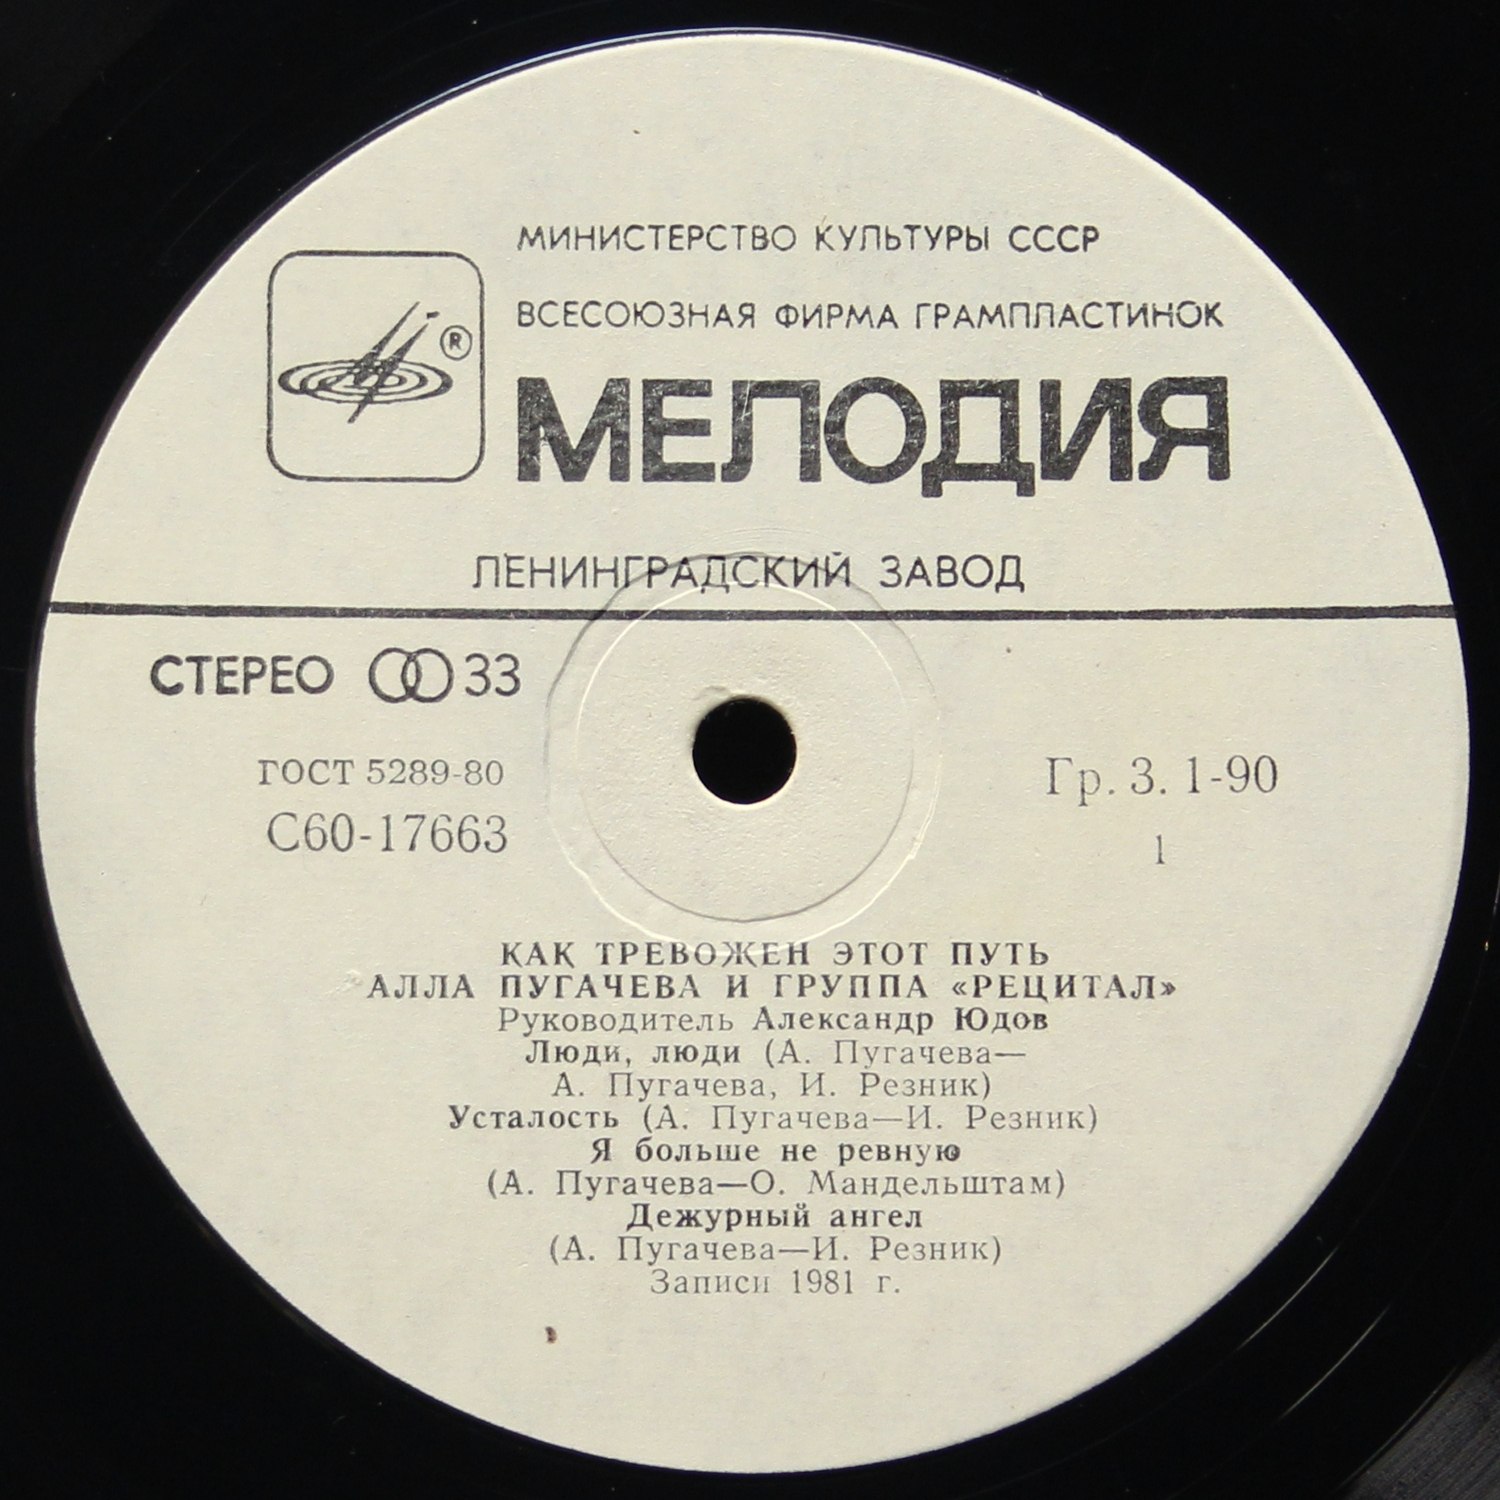 МИНИСТЕРСТВО КУЛЬТУРЫ СССР
ВСЕСОЮЗНАЯ ФИРМА ГРАМПЛАСТИНОК
®
МЕЛОДИЯ
ЛЕНИНГРАДСКИЙ ЗАВОД
СТЕРЕО 33
ГОСТ 5289-80
С60-17663
Гр. 3. 1-90
1
КАК ТРЕВОЖЕН ЭТОТ ПУТЬ
АЛЛА ПУГАЧЕВА И ГРУППА «РЕЦИТАЛ»
Руководитель Александр Юдов
Люди, люди (А. Пугачева—
А. Пугачева, И. Резник)
Усталость (А. Пугачева—И. Резник)
Я больше не ревную
(А. Пугачева—О. Мандельштам)
Дежурный ангел
(А. Пугачева—И. Резник)
Записи 1981 г.